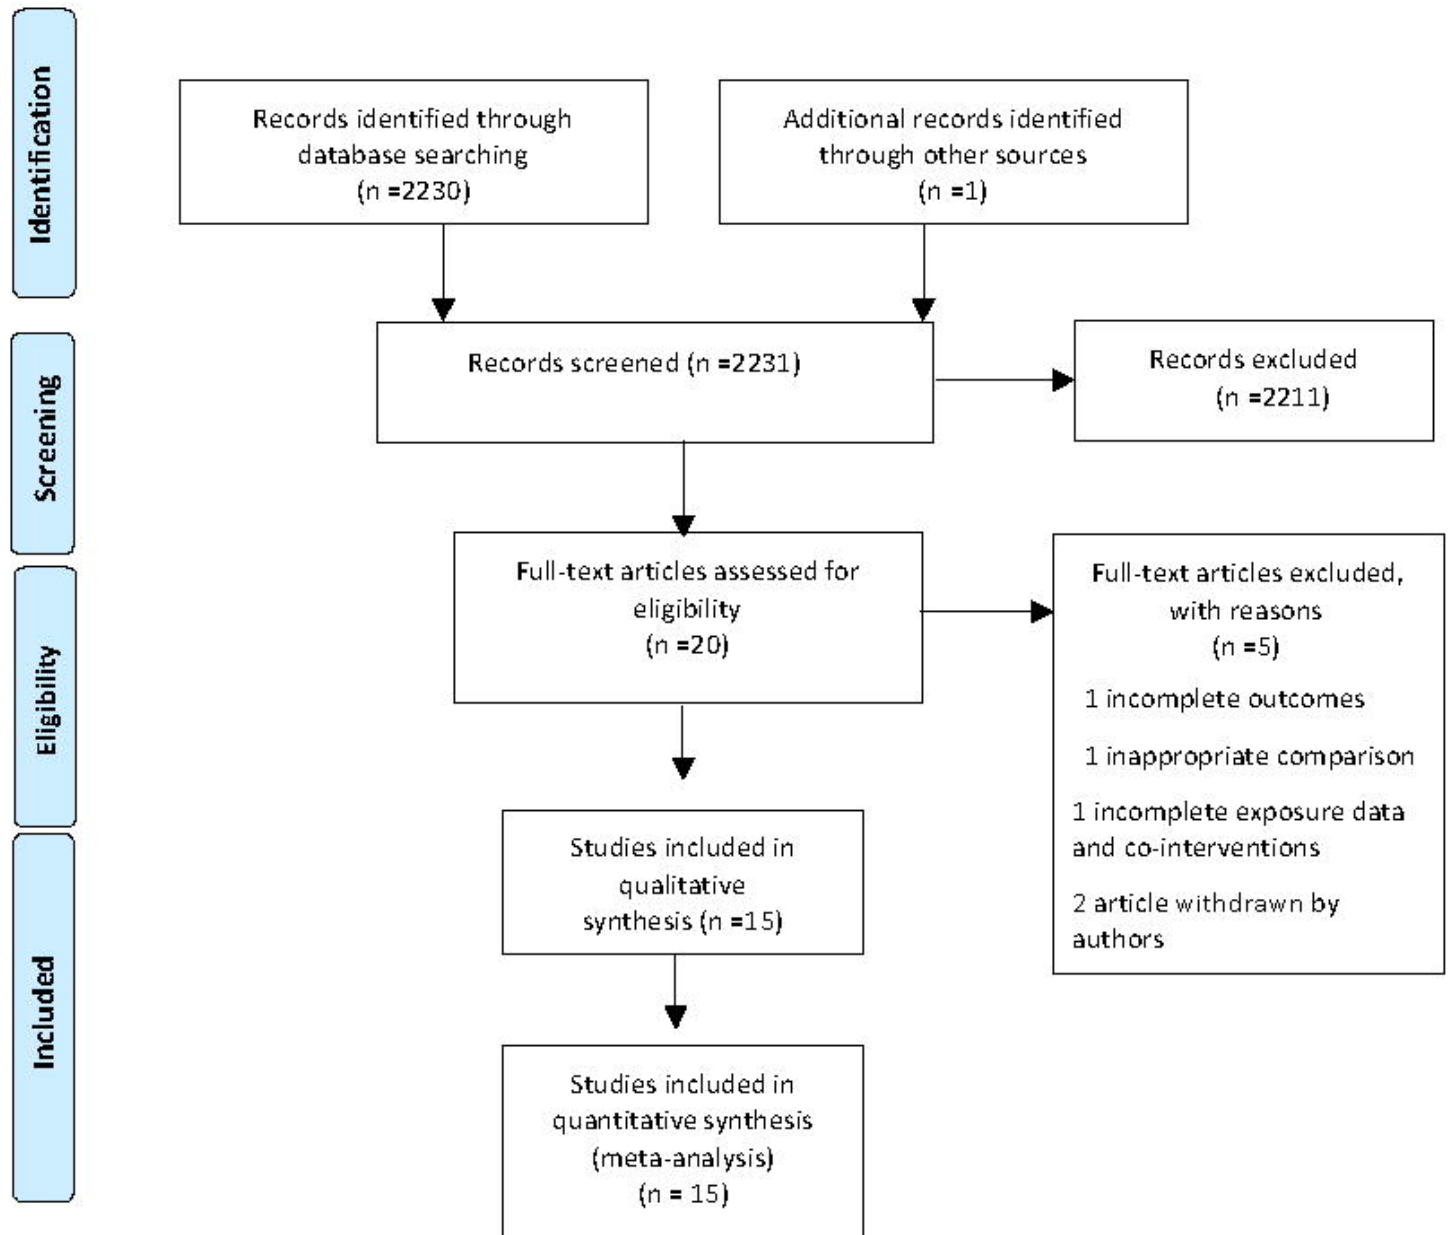 Identification
Records identified through
database searching
(n =2230)
Additional records identified
through other sources
(n =1)
Screening
Records screened (n =2231)
Records excluded
(n =2211)
Eligibility
Full-text articles assessed for
eligibility
(n =20)
Full-text articles excluded,
with reasons
(n =5)
1 incomplete outcomes
1 inappropriate comparison
1 incomplete exposure data
and co-interventions
2 article withdrawn by
authors
Included
Studies included in
qualitative
synthesis (n =15)
Studies included in
quantitative synthesis
(meta-analysis)
(n = 15)